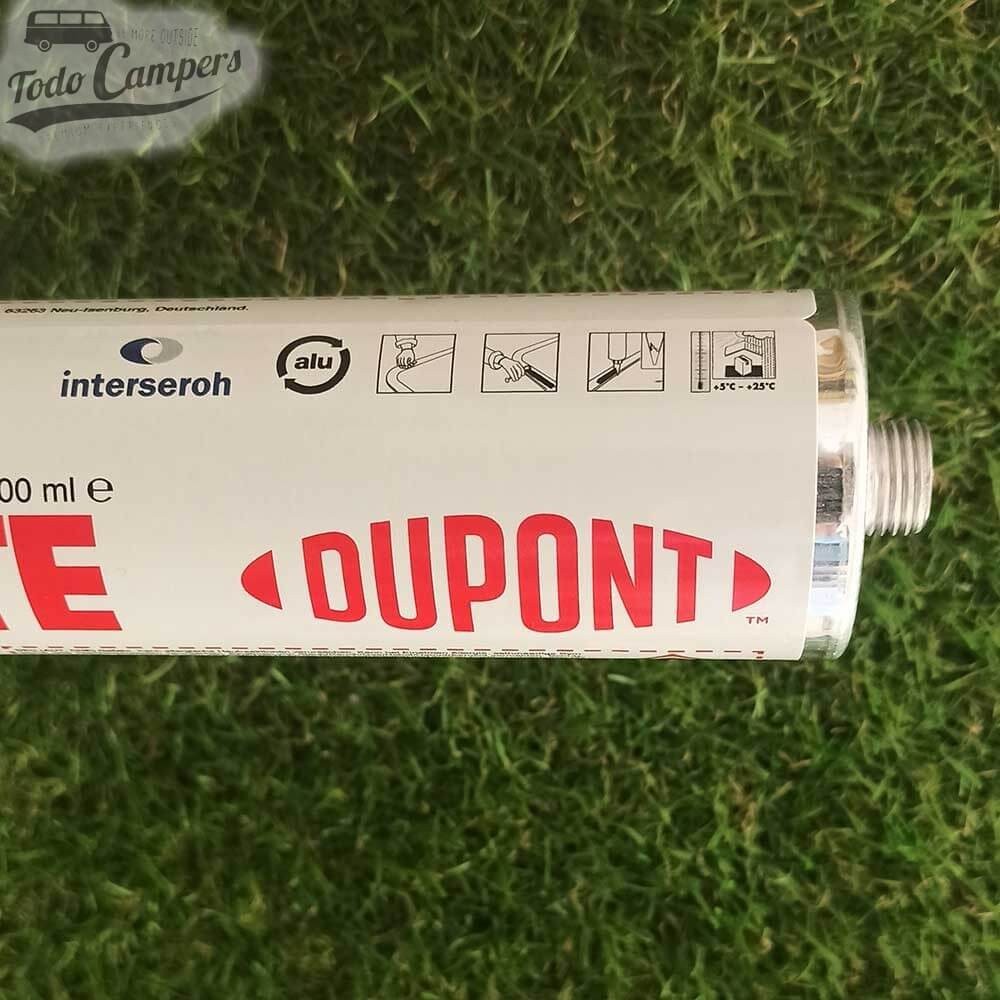 MORE OUTSIDE
Todo Campers
63263 Neu-Isenburg, Deutschland.
interseroh
alu
+5°C – +25°C
00 ml ℮
TE
DUPONT
TM